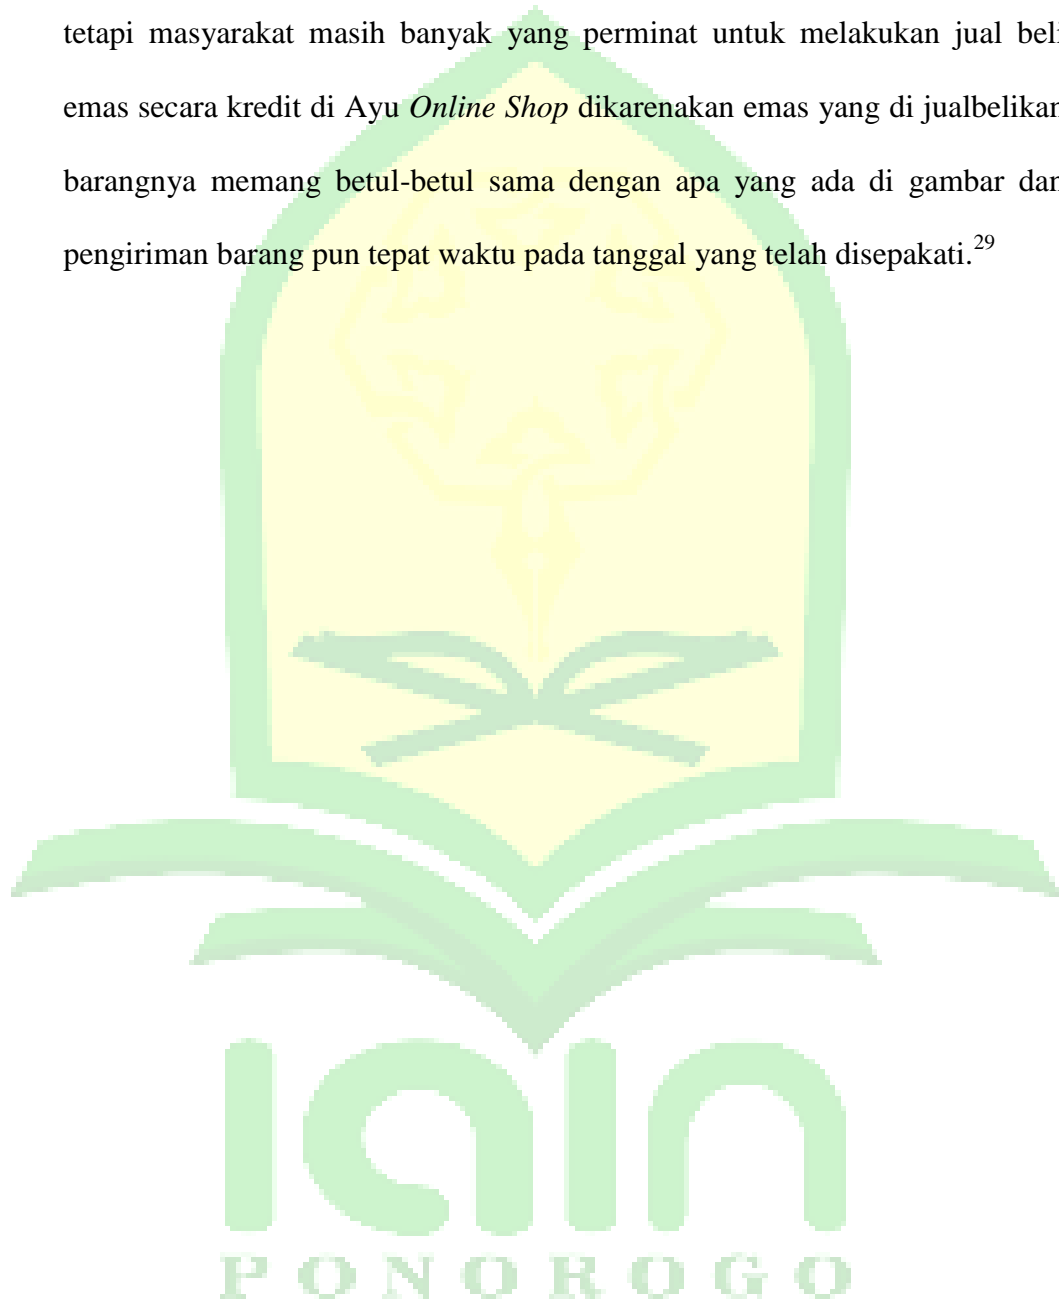 tetapi masyarakat masih banyak yang perminat untuk melakukan jual beli
emas secara kredit di Ayu Online Shop dikarenakan emas yang di jualbelikan
barangnya memang betul-betul sama dengan apa yang ada di gambar dan
pengiriman barang pun tepat waktu pada tanggal yang telah disepakati.29
IAIN
PONOROGO